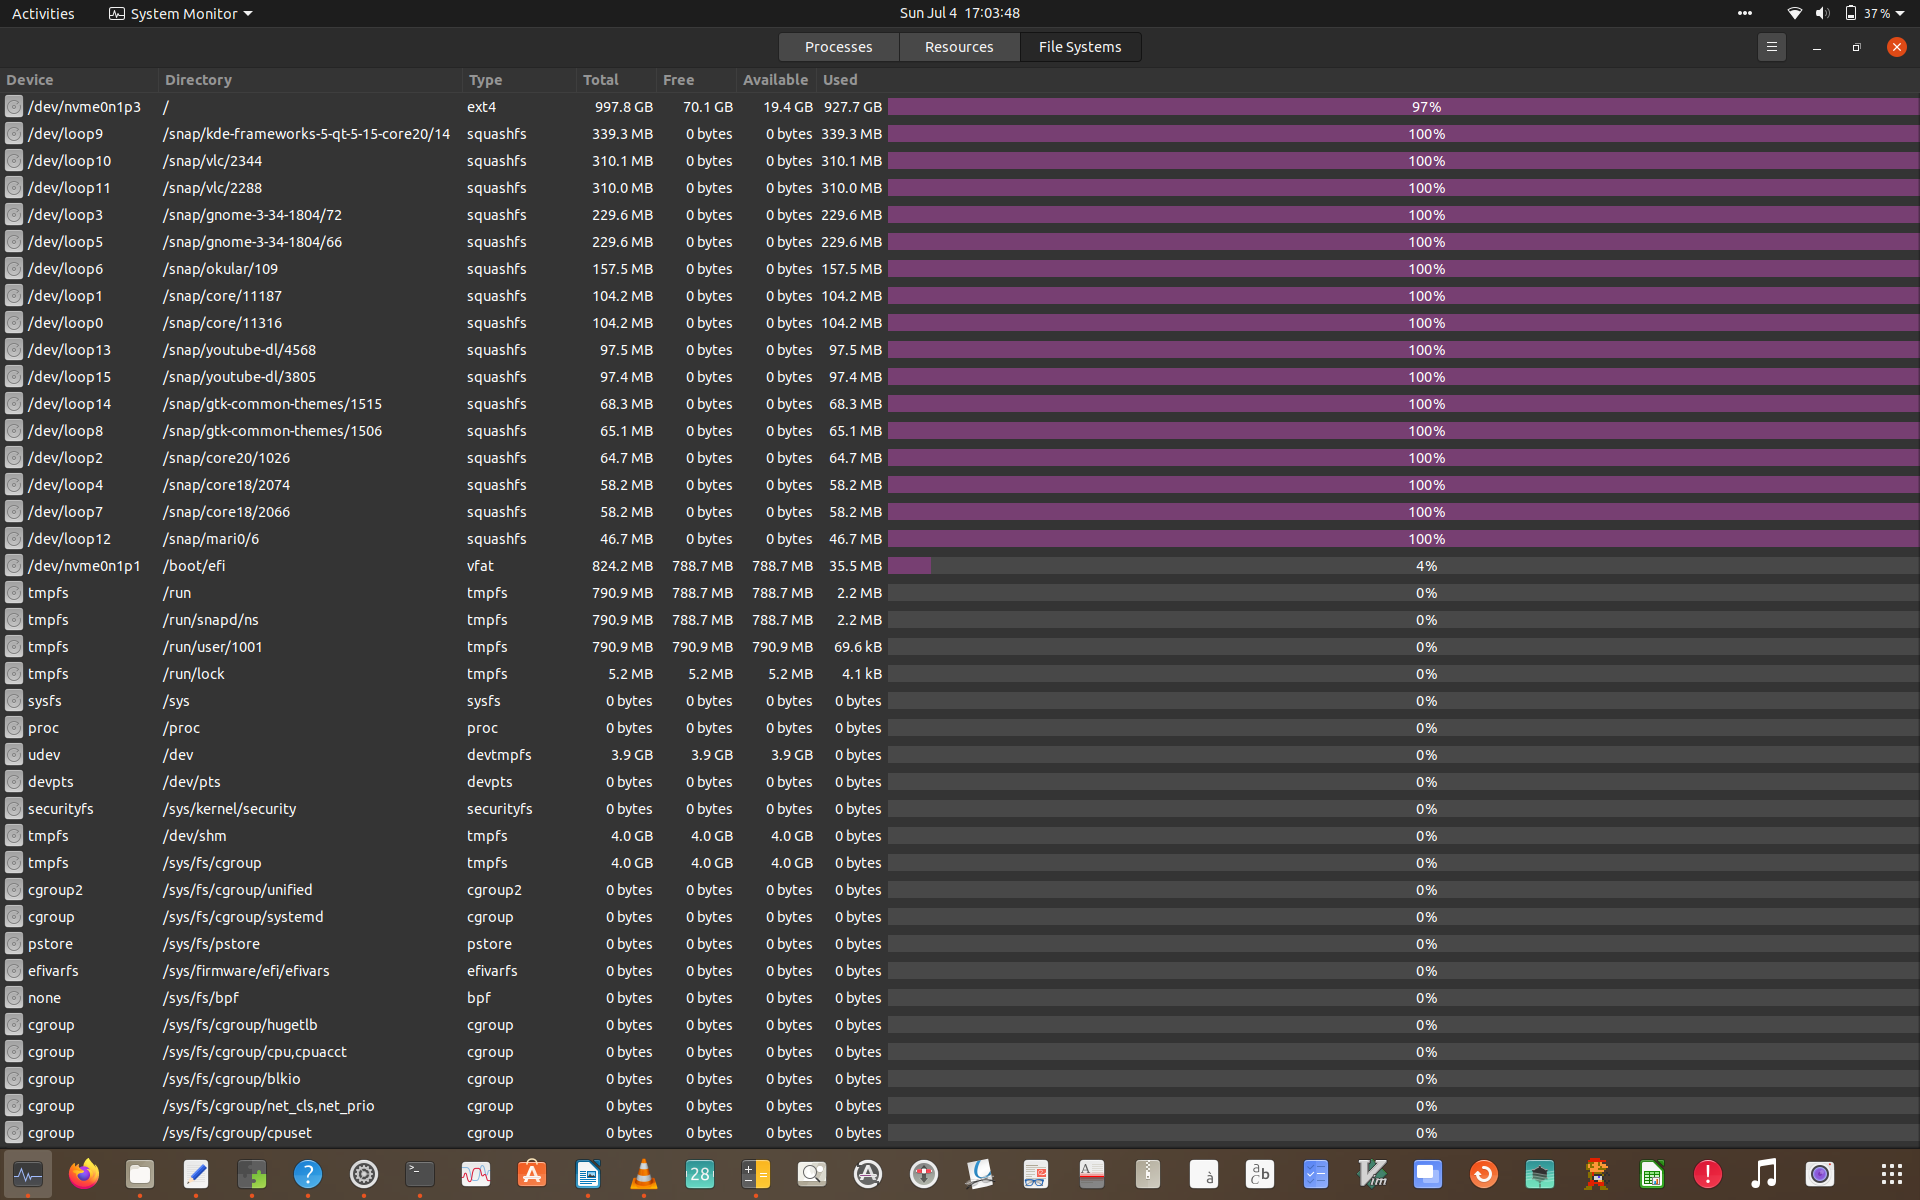 Activities System Monitor Sun Jul 4 17:03:48 37 %
Processes Resources File Systems
Device Directory Type Total Free Available Used
/dev/nvme0n1p3 / ext4 997.8 GB 70.1 GB 19.4 GB 927.7 GB 97%
/dev/loop9 /snap/kde-frameworks-5-qt-5-15-core20/14 squashfs 339.3 MB 0 bytes 0 bytes 339.3 MB 100%
/dev/loop10 /snap/vlc/2344 squashfs 310.1 MB 0 bytes 0 bytes 310.1 MB 100%
/dev/loop11 /snap/vlc/2288 squashfs 310.0 MB 0 bytes 0 bytes 310.0 MB 100%
/dev/loop3 /snap/gnome-3-34-1804/72 squashfs 229.6 MB 0 bytes 0 bytes 229.6 MB 100%
/dev/loop5 /snap/gnome-3-34-1804/66 squashfs 229.6 MB 0 bytes 0 bytes 229.6 MB 100%
/dev/loop6 /snap/okular/109 squashfs 157.5 MB 0 bytes 0 bytes 157.5 MB 100%
/dev/loop1 /snap/core/11187 squashfs 104.2 MB 0 bytes 0 bytes 104.2 MB 100%
/dev/loop0 /snap/core/11316 squashfs 104.2 MB 0 bytes 0 bytes 104.2 MB 100%
/dev/loop13 /snap/youtube-dl/4568 squashfs 97.5 MB 0 bytes 0 bytes 97.5 MB 100%
/dev/loop15 /snap/youtube-dl/3805 squashfs 97.4 MB 0 bytes 0 bytes 97.4 MB 100%
/dev/loop14 /snap/gtk-common-themes/1515 squashfs 68.3 MB 0 bytes 0 bytes 68.3 MB 100%
/dev/loop8 /snap/gtk-common-themes/1506 squashfs 65.1 MB 0 bytes 0 bytes 65.1 MB 100%
/dev/loop2 /snap/core20/1026 squashfs 64.7 MB 0 bytes 0 bytes 64.7 MB 100%
/dev/loop4 /snap/core18/2074 squashfs 58.2 MB 0 bytes 0 bytes 58.2 MB 100%
/dev/loop7 /snap/core18/2066 squashfs 58.2 MB 0 bytes 0 bytes 58.2 MB 100%
/dev/loop12 /snap/mari0/6 squashfs 46.7 MB 0 bytes 0 bytes 46.7 MB 100%
/dev/nvme0n1p1 /boot/efi vfat 824.2 MB 788.7 MB 788.7 MB 35.5 MB 4%
tmpfs /run tmpfs 790.9 MB 788.7 MB 788.7 MB 2.2 MB 0%
tmpfs /run/snapd/ns tmpfs 790.9 MB 788.7 MB 788.7 MB 2.2 MB 0%
tmpfs /run/user/1001 tmpfs 790.9 MB 790.9 MB 790.9 MB 69.6 kB 0%
tmpfs /run/lock tmpfs 5.2 MB 5.2 MB 5.2 MB 4.1 kB 0%
sysfs /sys sysfs 0 bytes 0 bytes 0 bytes 0 bytes 0%
proc /proc proc 0 bytes 0 bytes 0 bytes 0 bytes 0%
udev /dev devtmpfs 3.9 GB 3.9 GB 3.9 GB 0 bytes 0%
devpts /dev/pts devpts 0 bytes 0 bytes 0 bytes 0 bytes 0%
securityfs /sys/kernel/security securityfs 0 bytes 0 bytes 0 bytes 0 bytes 0%
tmpfs /dev/shm tmpfs 4.0 GB 4.0 GB 4.0 GB 0 bytes 0%
tmpfs /sys/fs/cgroup tmpfs 4.0 GB 4.0 GB 4.0 GB 0 bytes 0%
cgroup2 /sys/fs/cgroup/unified cgroup2 0 bytes 0 bytes 0 bytes 0 bytes 0%
cgroup /sys/fs/cgroup/systemd cgroup 0 bytes 0 bytes 0 bytes 0 bytes 0%
pstore /sys/fs/pstore pstore 0 bytes 0 bytes 0 bytes 0 bytes 0%
efivarfs /sys/firmware/efi/efivars efivarfs 0 bytes 0 bytes 0 bytes 0 bytes 0%
none /sys/fs/bpf bpf 0 bytes 0 bytes 0 bytes 0 bytes 0%
cgroup /sys/fs/cgroup/hugetlb cgroup 0 bytes 0 bytes 0 bytes 0 bytes 0%
cgroup /sys/fs/cgroup/cpu,cpuacct cgroup 0 bytes 0 bytes 0 bytes 0 bytes 0%
cgroup /sys/fs/cgroup/blkio cgroup 0 bytes 0 bytes 0 bytes 0 bytes 0%
cgroup /sys/fs/cgroup/net_cls,net_prio cgroup 0 bytes 0 bytes 0 bytes 0 bytes 0%
cgroup /sys/fs/cgroup/cpuset cgroup 0 bytes 0 bytes 0 bytes 0 bytes 0%
28 à Vim